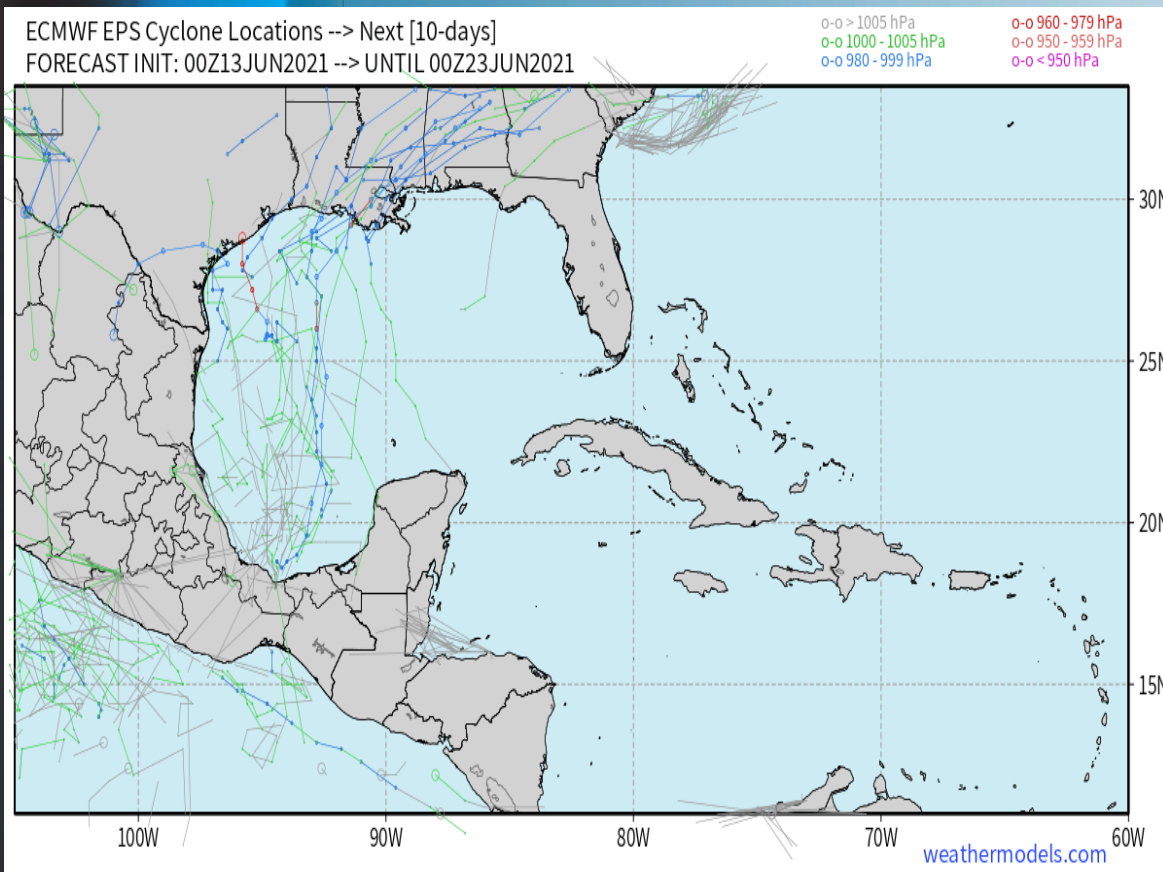 ECMWF EPS Cyclone Locations --> Next [10-days]
FORECAST INIT: 00Z13JUN2021 --> UNTIL 00Z23JUN2021
o-o > 1005 hPa
o-o 1000 - 1005 hPa
o-o 980 - 999 hPa
o-o 960 - 979 hPa
o-o 950 - 959 hPa
o-o < 950 hPa
30N
25N
20N
15N
100W 90W 80W 70W 60W
weathermodels.com